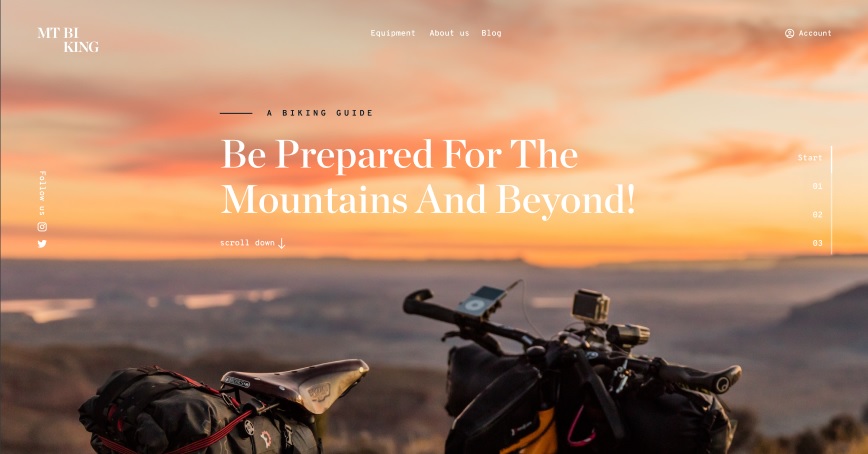 MT BI
KING
Equipment
About us
Blog
Account
A BIKING GUIDE
Be Prepared For The
Mountains And Beyond!
scroll down
Follow us
Start
01
02
03